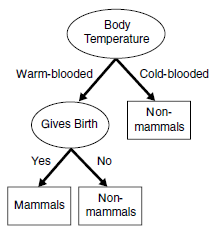 Body
Temperature
Warm-blooded Cold-blooded
Gives Birth
Non-
mammals
Yes No
Mammals
Non-
mammals